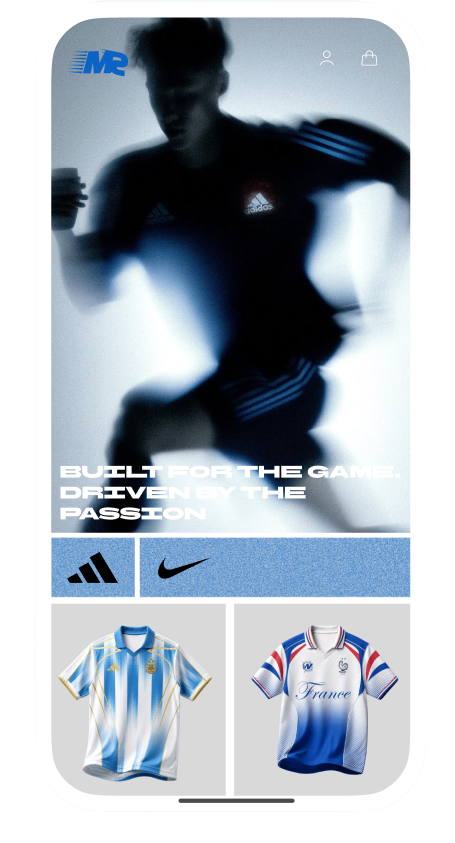 MR
adidas
BUILT FOR THE GAME.
DRIVEN BY THE
PASSION
France